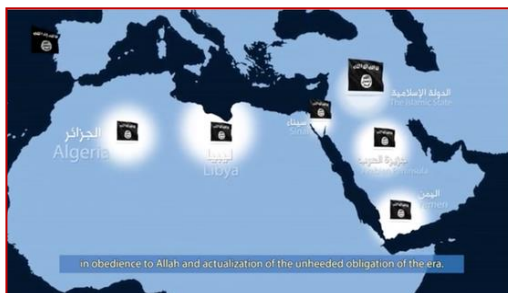 الدولة الإسلامية
The Islamic State
الجزائر
Algeria
ليبيا
Libya
سيناء
Sinai
جزيرة العرب
اليمن
Yemen
in obedience to Allah and actualization of the unheeded obligation of the era.